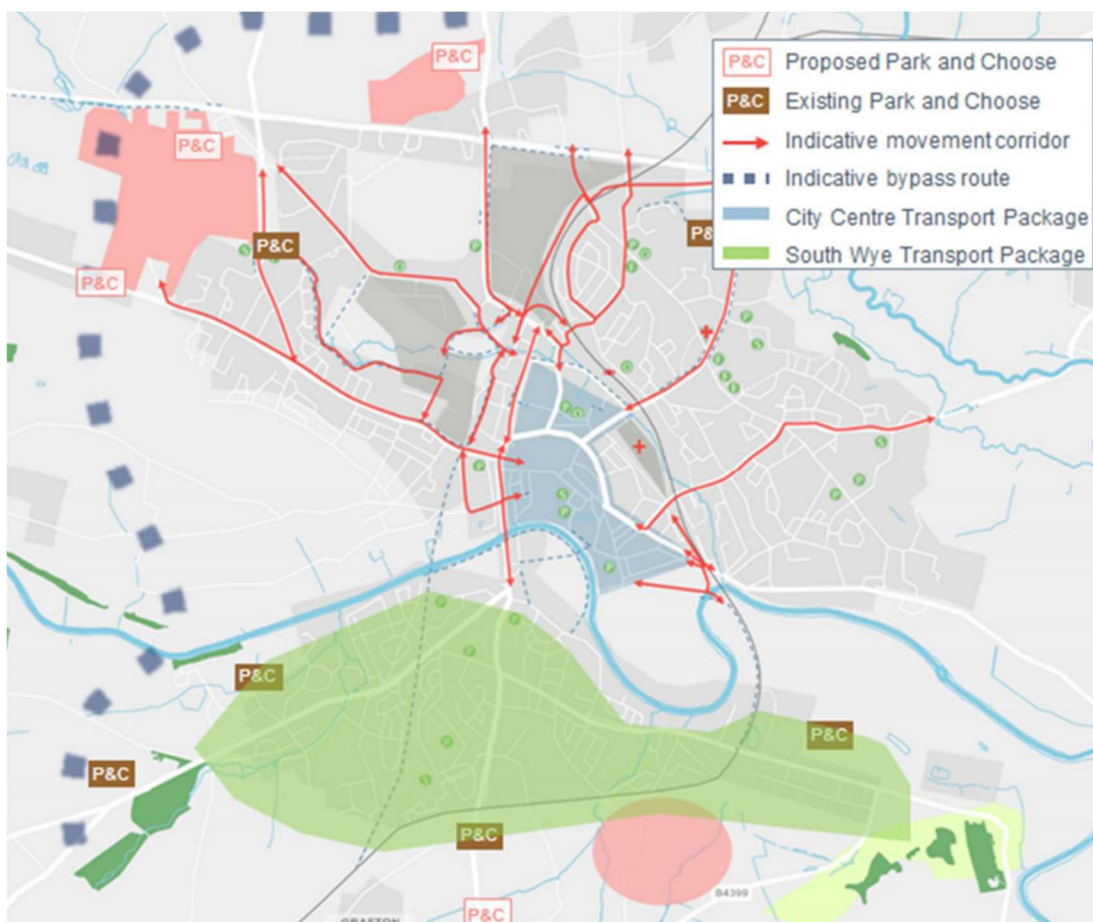 P&C
P&C Proposed Park and Choose
P&C Existing Park and Choose
Indicative movement corridor
Indicative bypass route
City Centre Transport Package
South Wye Transport Package
P&C
P&C
P&C
P&C
P&C
P&C
P&C
P&C
B4399
P&C
GRAFTON